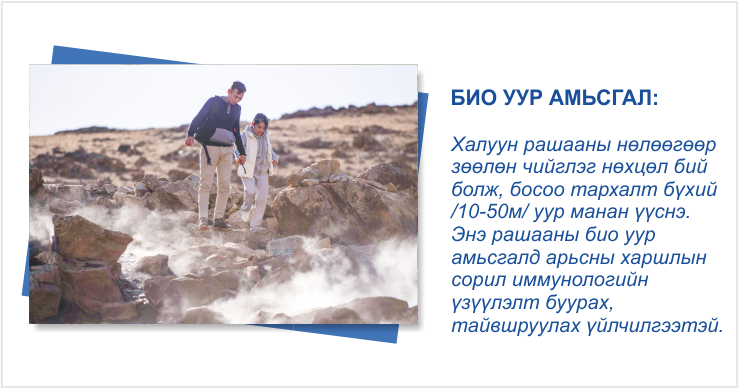 БИО УУР АМЬСГАЛ:
Халуун рашааны нөлөөгөөр
зөөлөн чийглэг нөхцөл бий
болж, босоо тархалт бүхий
/10-50м/ уур манан үүснэ.
Энэ рашааны био уур
амьсгалд арьсны харшлын
сорил иммунологийн
үзүүлэлт буурах,
тайвшруулах үйлчилгээтэй.